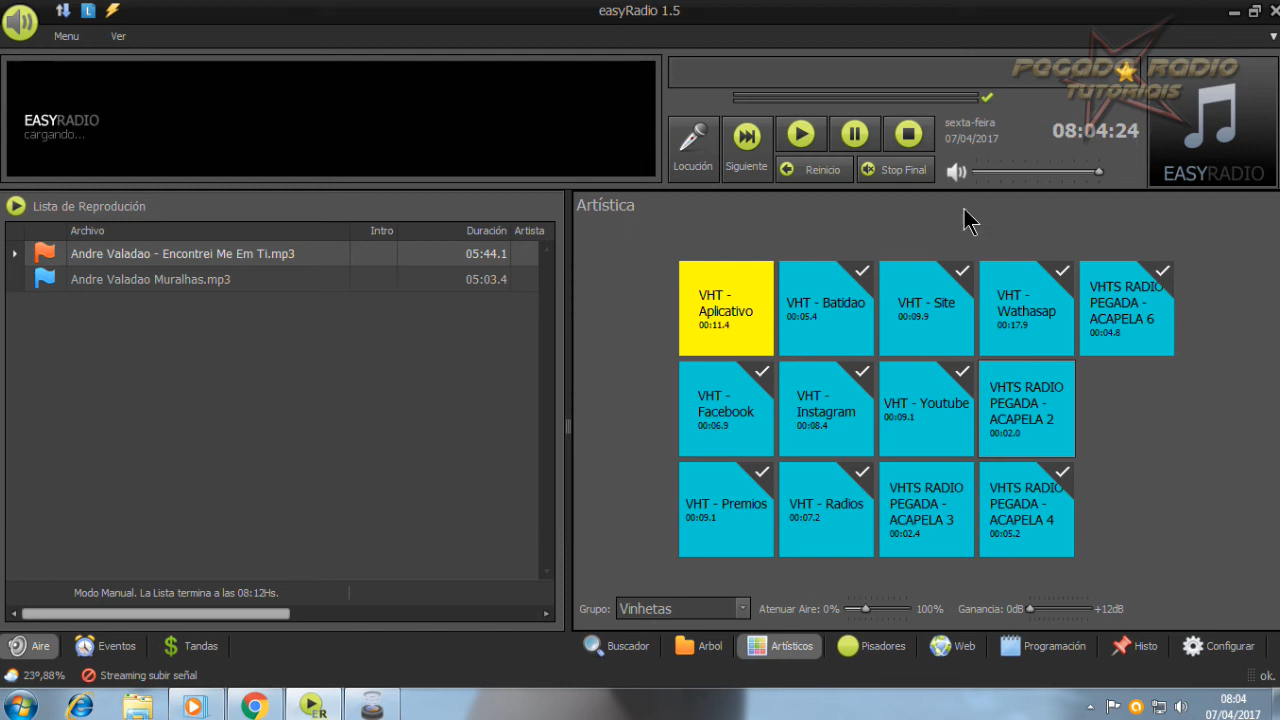 easyRadio 1.5
Menu
Ver
PEGADA RADIO
TUTORIAIS
EASYRADIO
cargando...
Locución
Siguiente
Reinicio
Stop Final
sexta-feira
07/04/2017
08:04:24
EASYRADIO
Lista de Reprodución
Archivo Intro Duración Artista
Andre Valadao - Encontrei Me Em Ti.mp3 05:44.1
Andre Valadao Muralhas.mp3 05:03.4
Modo Manual. La Lista termina a las 08:12Hs.
Artística
VHT -
Aplicativo
00:11.4
VHT - Batidao
00:05.4
VHT - Site
00:09.9
VHT -
Wathasap
00:17.9
VHTS RADIO
PEGADA -
ACAPELA 6
00:04.8
VHT -
Facebook
00:06.9
VHT -
Instagram
00:08.4
VHT - Youtube
00:09.1
VHTS RADIO
PEGADA -
ACAPELA 2
00:02.0
VHT - Premios
00:09.1
VHT - Radios
00:07.2
VHTS RADIO
PEGADA -
ACAPELA 3
00:02.4
VHTS RADIO
PEGADA -
ACAPELA 4
00:05.2
Grupo: Vinhetas Atenuar Aire: 0% 100% Ganancia: 0dB +12dB
Aire Eventos Tandas
Buscador Arbol Artísticos Pisadores Web Programación Histo Configurar
23º,88% Streaming subir señal
ok.
ER
08:04
07/04/2017